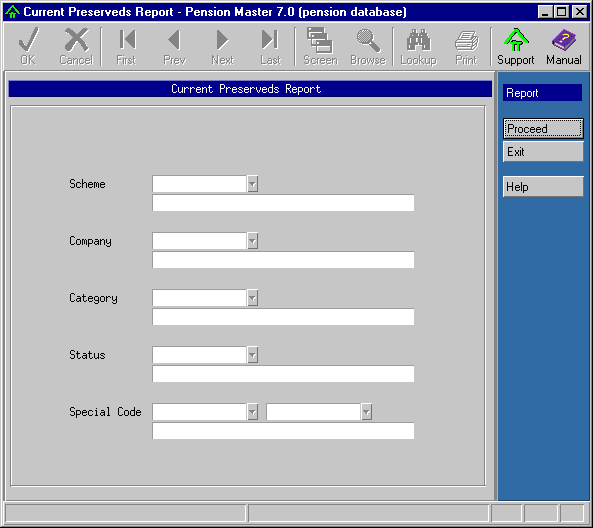 Current Preserveds Report - Pension Master 7.0 (pension database)
OK Cancel First Prev Next Last Screen Browse Lookup Print Support Manual
Current Preserveds Report
Report
Proceed
Exit
Help
Scheme
Company
Category
Status
Special Code